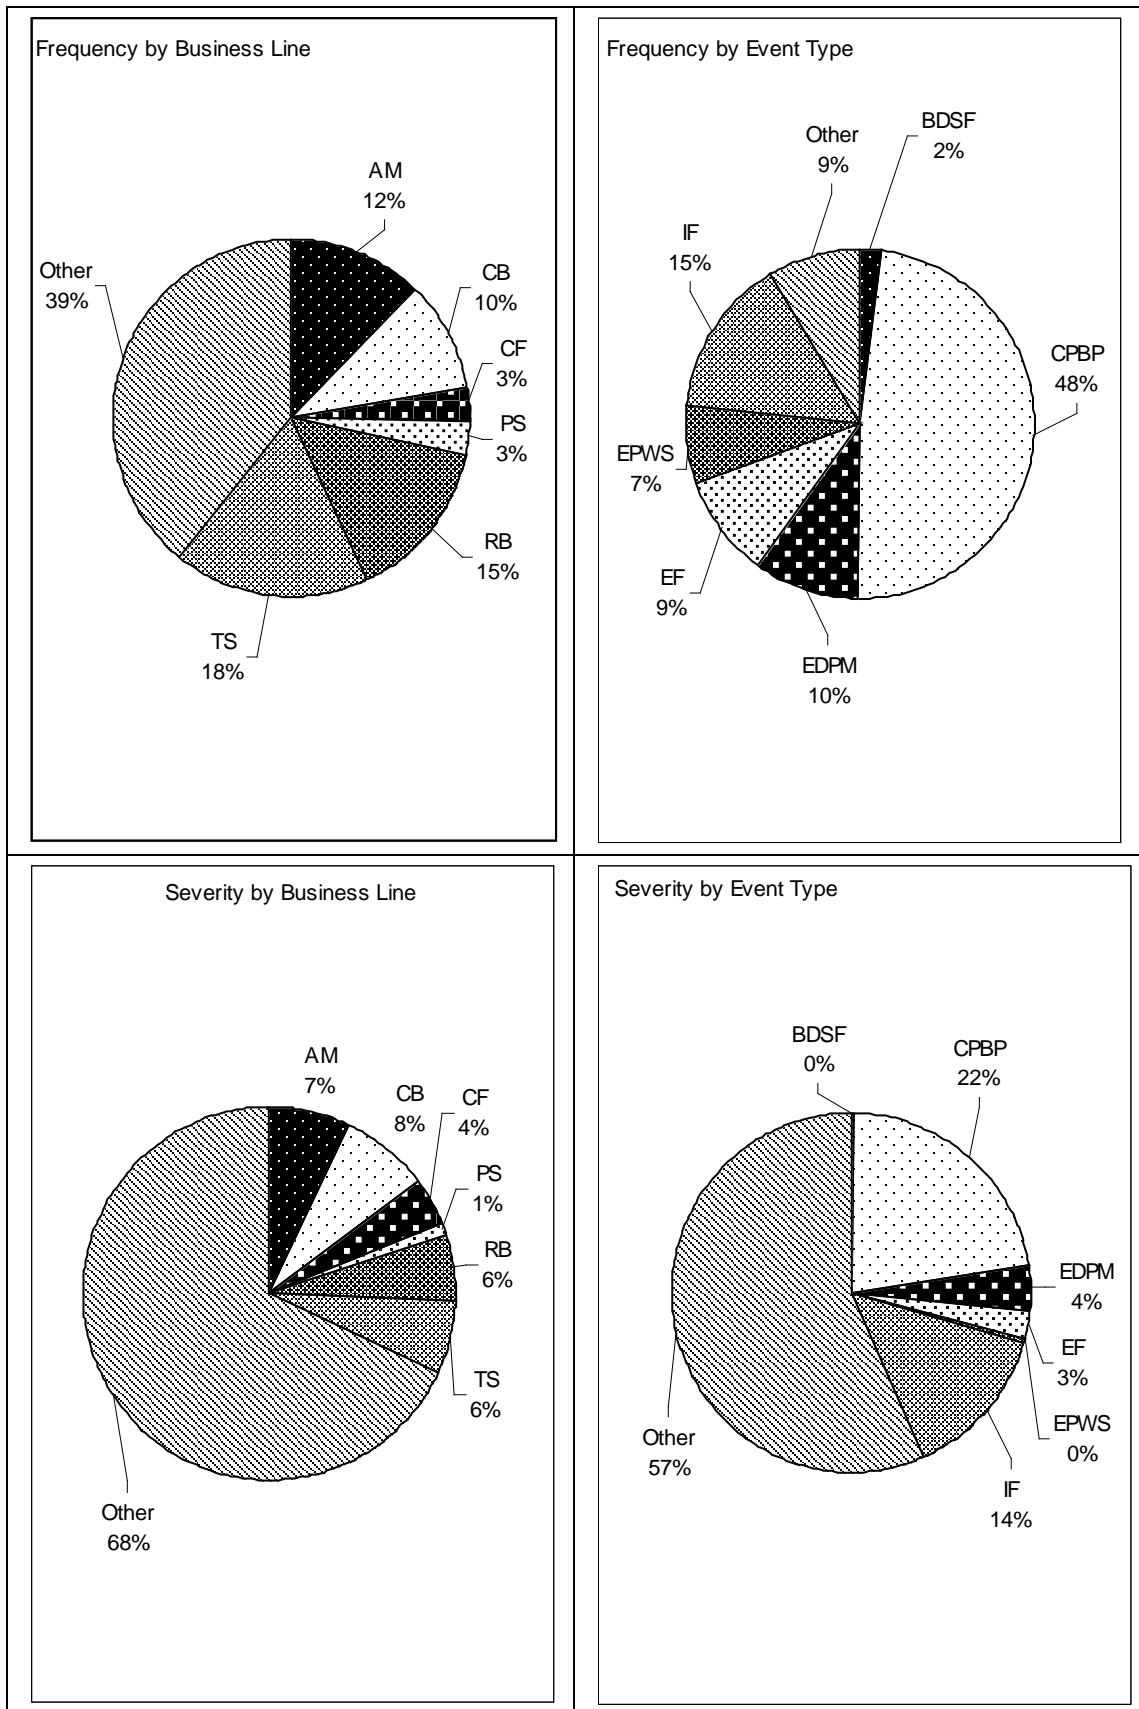 Frequency by Business Line
AM
12%
CB
10%
CF
3%
PS
3%
RB
15%
TS
18%
Other
39%
Frequency by Event Type
BDSF
2%
CPBP
48%
EDPM
10%
EF
9%
EPWS
7%
IF
15%
Other
9%
Severity by Business Line
AM
7%
CB
8%
CF
4%
PS
1%
RB
6%
TS
6%
Other
68%
Severity by Event Type
BDSF
0%
CPBP
22%
EDPM
4%
EF
3%
EPWS
0%
IF
14%
Other
57%